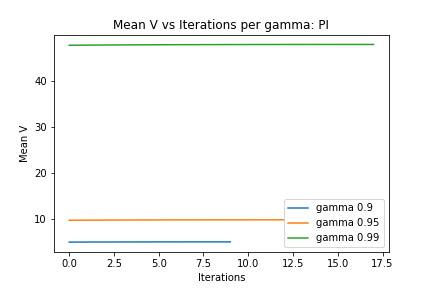 Mean V vs Iterations per gamma: PI
Mean V
40
30
20
10
gamma 0.9
gamma 0.95
gamma 0.99
0.0 2.5 5.0 7.5 10.0 12.5 15.0 17.5
Iterations